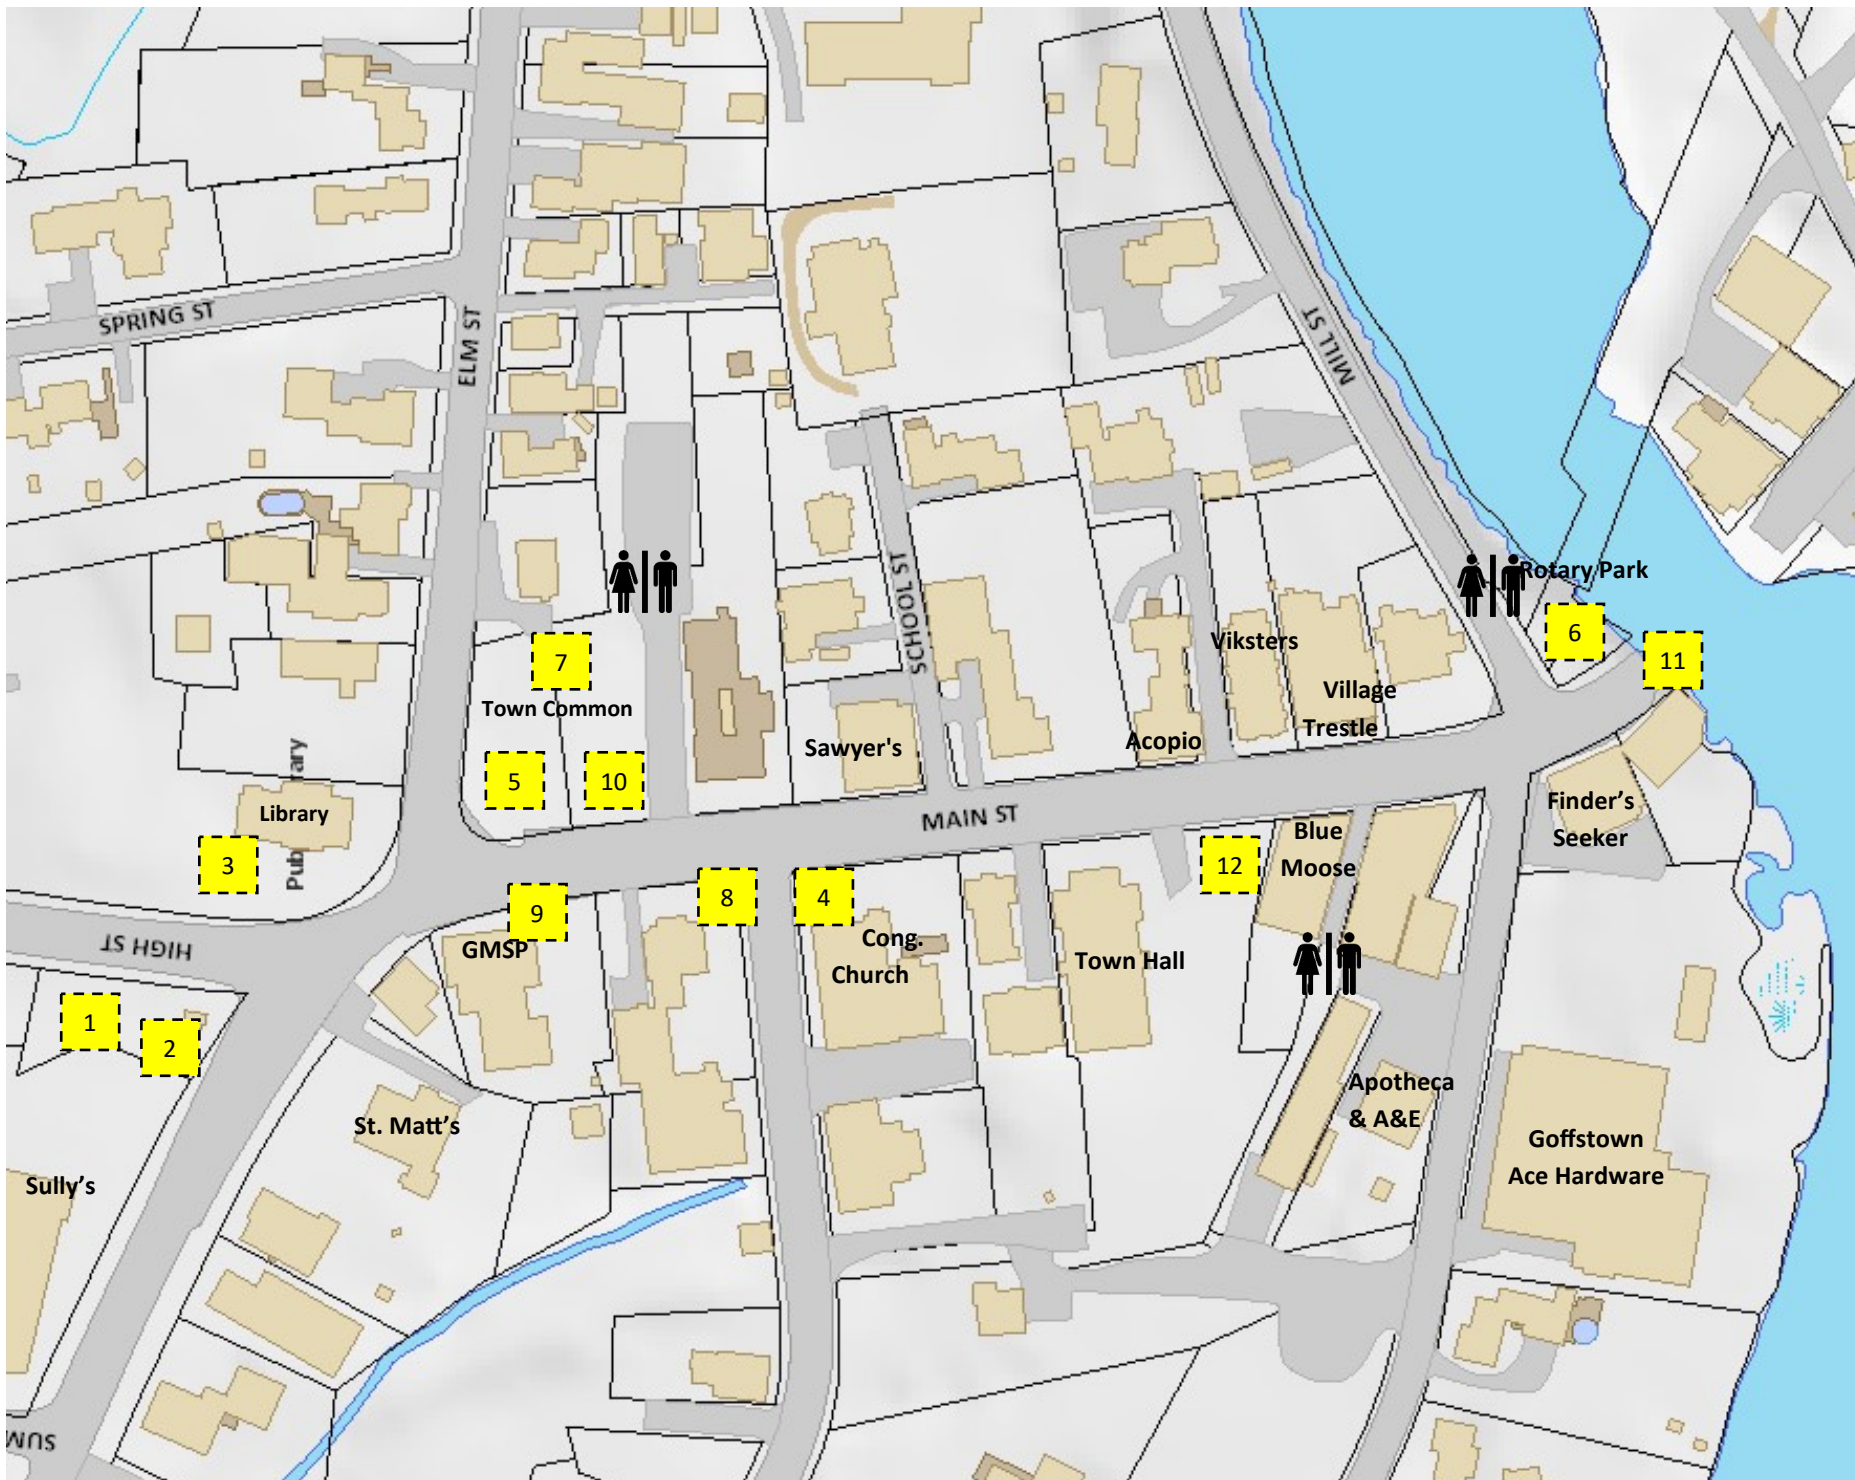 SPRING ST
ELM ST
MILL ST
SCHOOL ST
Rotary Park
6
11
7
Town Common
5
10
Viksters
Village
Trestle
Sawyer's
Acopio
MAIN ST
Library
3
Finder's
Seeker
Blue
Moose
12
8
4
9
GMSP
Cong.
Church
Town Hall
HIGH ST
1
2
St. Matt's
Sully's
Apotheca
& A&E
Goffstown
Ace Hardware